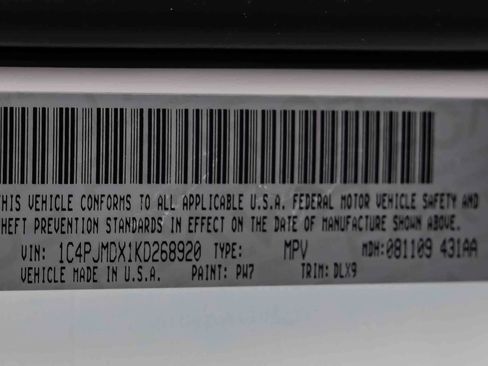 THIS VEHICLE CONFORMS TO ALL APPLICABLE U.S.A. FEDERAL MOTOR VEHICLE SAFETY AND
THEFT PREVENTION STANDARDS IN EFFECT ON THE DATE OF MANUFACTURE SHOWN ABOVE.
VIN: 1C4PJMDX1KD268920 TYPE: MPV MDH:081109 431AA
VEHICLE MADE IN U.S.A. PAINT: PW7 TRIM:DLX9